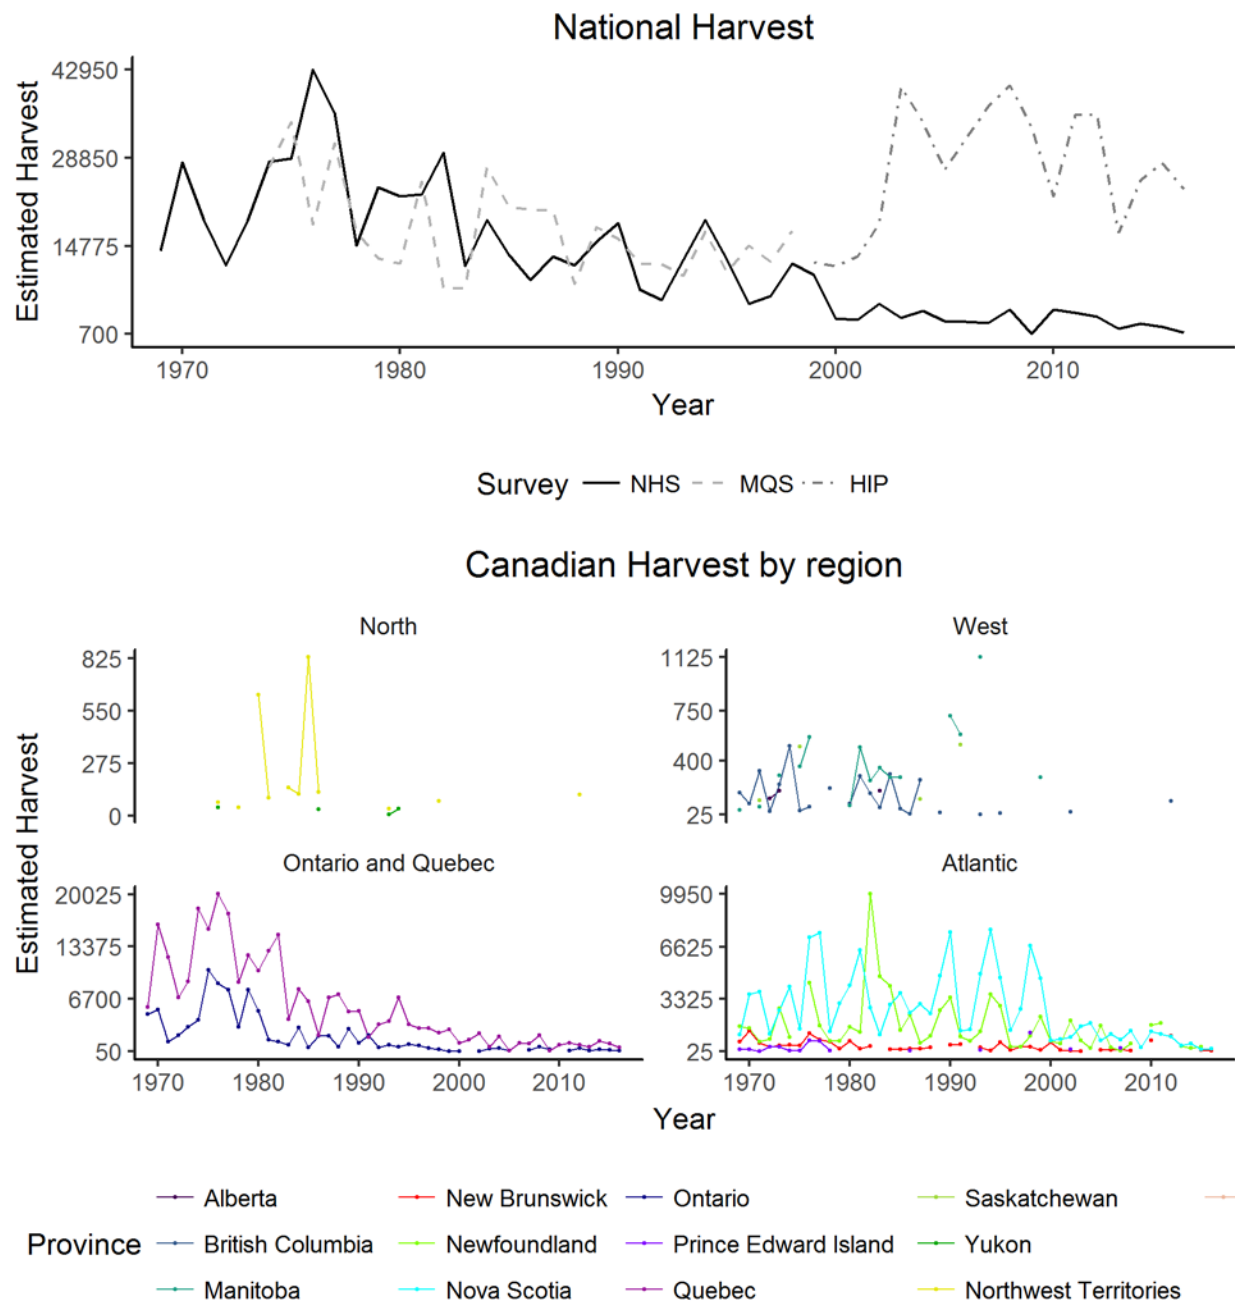 National Harvest
Estimated Harvest
42950
28850
14775
700
1970 1980 1990 2000 2010
Year
Survey NHS MQS HIP
Canadian Harvest by region
North West
Estimated Harvest
825
550
275
0
1125
750
400
25
Ontario and Quebec Atlantic
Estimated Harvest
20025
13375
6700
50
9950
6625
3325
25
1970 1980 1990 2000 2010 1970 1980 1990 2000 2010
Year
Alberta New Brunswick Ontario Saskatchewan
Province British Columbia Newfoundland Prince Edward Island Yukon
Manitoba Nova Scotia Quebec Northwest Territories